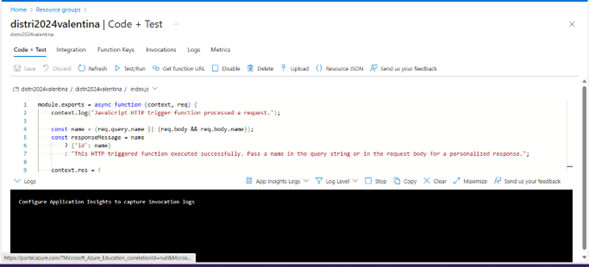 Home > Resource groups >
distri2024valentina | Code + Test ...
distri2024valentina
Code + Test Integration Function Keys Invocations Logs Metrics
Save Discard Refresh Test/Run Get function URL Disable Delete Upload Resource JSON Send us your feedback
distri2024valentina / distri2024valentina / index.js
1 module.exports = async function (context, req) {
2 context.log('JavaScript HTTP trigger function processed a request.');
3
4 const name = (req.query.name || (req.body && req.body.name));
5 const responseMessage = name
6 ? {'id': name}
7 : "This HTTP triggered function executed successfully. Pass a name in the query string or in the request body for a personalized response.";
8
9 context.res = {
Logs App Insights Logs Log Level Stop Copy Clear Maximize Send us your feedback
Configure Application Insights to capture invocation logs
https://portal.azure.com/?Microsoft_Azure_Education_correlationId=null&Micros...